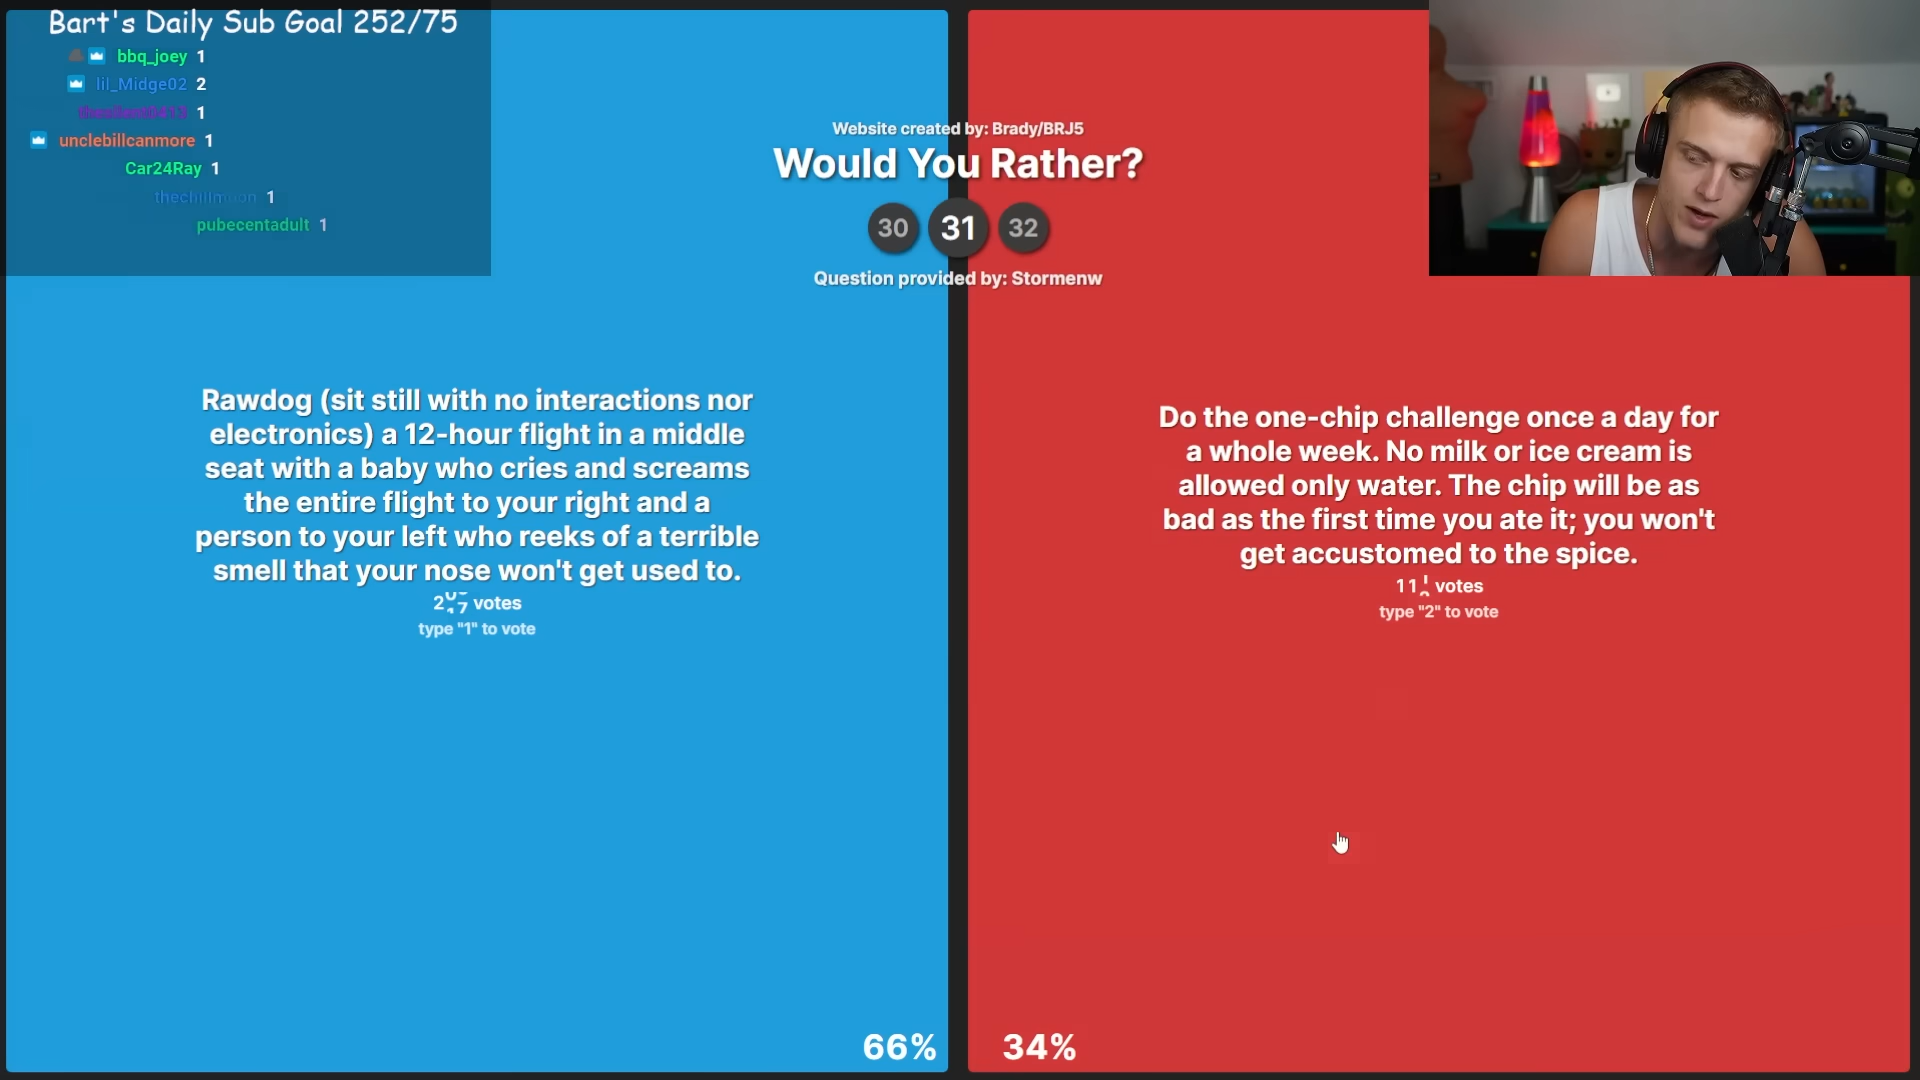 Bart's Daily Sub Goal 252/75
bbq_joey 1
lil_Midge02 2
1
unclebillcanmore 1
Car24Ray 1
thechillmoon 1
pubecentadult 1
Website created by: Brady/BRJ5
Would You Rather?
30 31 32
Question provided by: Stormenw
Rawdog (sit still with no interactions nor
electronics) a 12-hour flight in a middle
seat with a baby who cries and screams
the entire flight to your right and a
person to your left who reeks of a terrible
smell that your nose won't get used to.
votes
type "1" to vote
66%
Do the one-chip challenge once a day for
a whole week. No milk or ice cream is
allowed only water. The chip will be as
bad as the first time you ate it; you won't
get accustomed to the spice.
votes
type "2" to vote
34%